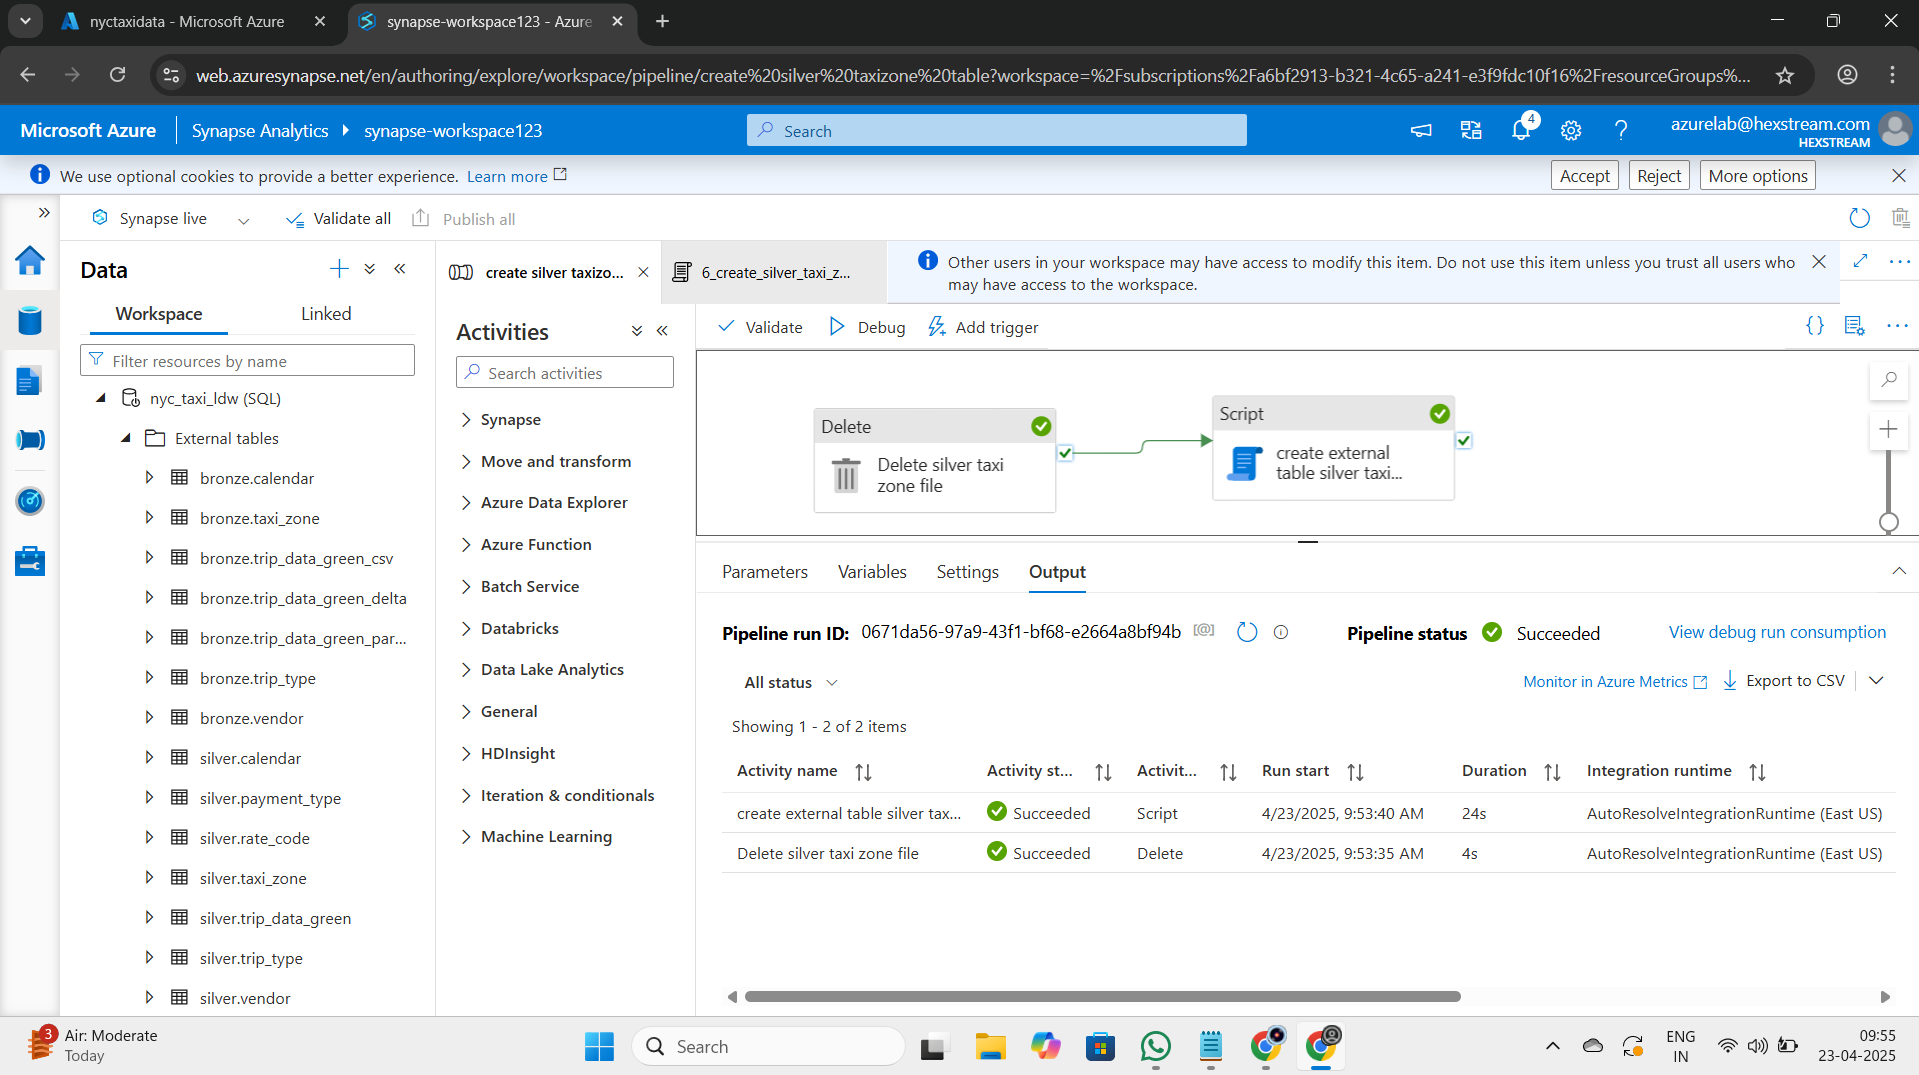 nyctaxidata - Microsoft Azure
synapse-workspace123 - Azure
web.azuresynapse.net/en/authoring/explore/workspace/pipeline/create%20silver%20taxizone%20table?workspace=%2Fsubscriptions%2Fa6bf2913-b321-4c65-a241-e3f9fdc10f16%2FresourceGroups%...
Microsoft Azure
Synapse Analytics
synapse-workspace123
Search
4
azurelab@hexstream.com
HEXSTREAM
We use optional cookies to provide a better experience. Learn more
Accept
Reject
More options
Synapse live
Validate all
Publish all
Data
Workspace
Linked
Filter resources by name
nyc_taxi_ldw (SQL)
External tables
bronze.calendar
bronze.taxi_zone
bronze.trip_data_green_csv
bronze.trip_data_green_delta
bronze.trip_data_green_par...
bronze.trip_type
bronze.vendor
silver.calendar
silver.payment_type
silver.rate_code
silver.taxi_zone
silver.trip_data_green
silver.trip_type
silver.vendor
create silver taxizo...
6_create_silver_taxi_z...
Other users in your workspace may have access to modify this item. Do not use this item unless you trust all users who
may have access to the workspace.
Activities
Search activities
Synapse
Move and transform
Azure Data Explorer
Azure Function
Batch Service
Databricks
Data Lake Analytics
General
HDInsight
Iteration & conditionals
Machine Learning
Validate
Debug
Add trigger
Delete
Delete silver taxi
zone file
Script
create external
table silver taxi...
Parameters
Variables
Settings
Output
Pipeline run ID: 0671da56-97a9-43f1-bf68-e2664a8bf94b
Pipeline status
Succeeded
View debug run consumption
All status
Monitor in Azure Metrics
Export to CSV
Showing 1 - 2 of 2 items
Activity name
Activity st...
Activit...
Run start
Duration
Integration runtime
create external table silver tax...
Succeeded
Script
4/23/2025, 9:53:40 AM
24s
AutoResolveIntegrationRuntime (East US)
Delete silver taxi zone file
Succeeded
Delete
4/23/2025, 9:53:35 AM
4s
AutoResolveIntegrationRuntime (East US)
3
Air: Moderate
Today
Search
ENG
IN
09:55
23-04-2025